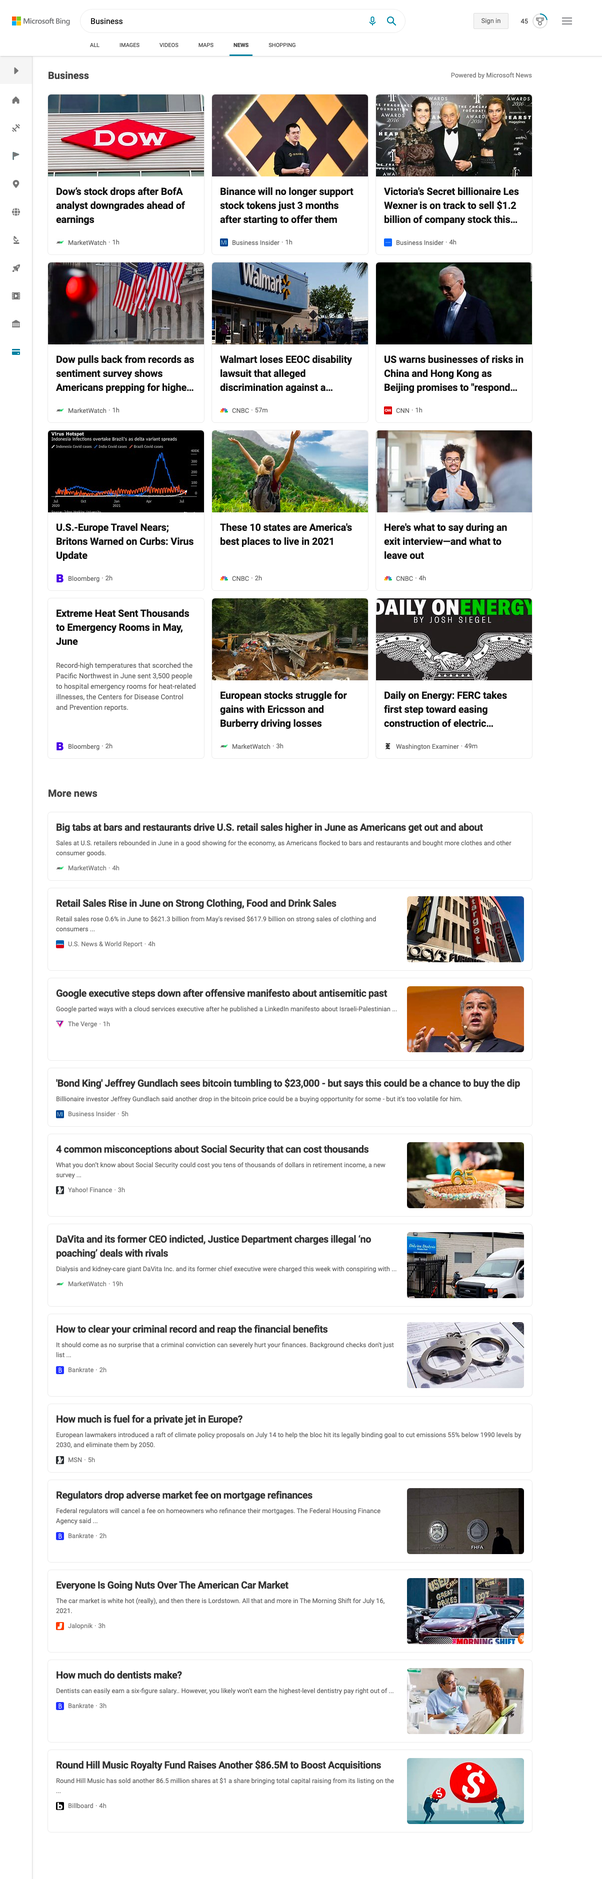 Microsoft Bing
Business
Sign in
45
ALL IMAGES VIDEOS MAPS NEWS SHOPPING
Business
Powered by Microsoft News
DOW
Dow's stock drops after BofA
analyst downgrades ahead of
earnings
MarketWatch · 1h
Binance will no longer support
stock tokens just 3 months
after starting to offer them
Business Insider · 1h
Victoria's Secret billionaire Les
Wexner is on track to sell $1.2
billion of company stock this...
Business Insider · 4h
Dow pulls back from records as
sentiment survey shows
Americans prepping for highe...
MarketWatch · 1h
Walmart
Walmart loses EEOC disability
lawsuit that alleged
discrimination against a...
CNBC · 57m
US warns businesses of risks in
China and Hong Kong as
Beijing promises to "respond...
CNN · 1h
Virus Hotspot
Indonesia infections overtake Brazil's as delta variant spreads
Indonesia Covid cases India Covid cases Brazil Covid cases
U.S.-Europe Travel Nears;
Britons Warned on Curbs: Virus
Update
Bloomberg · 2h
These 10 states are America's
best places to live in 2021
CNBC · 2h
Here's what to say during an
exit interview—and what to
leave out
CNBC · 4h
Extreme Heat Sent Thousands
to Emergency Rooms in May,
June
Record-high temperatures that scorched the
Pacific Northwest in June sent 3,500 people
to hospital emergency rooms for heat-related
illnesses, the Centers for Disease Control
and Prevention reports.
Bloomberg · 2h
European stocks struggle for
gains with Ericsson and
Burberry driving losses
MarketWatch · 3h
DAILY ON ENERGY
BY JOSH SIEGEL
Daily on Energy: FERC takes
first step toward easing
construction of electric...
Washington Examiner · 49m
More news
Big tabs at bars and restaurants drive U.S. retail sales higher in June as Americans get out and about
Sales at U.S. retailers rebounded in June in a good showing for the economy, as Americans flocked to bars and restaurants and bought more clothes and other
consumer goods.
MarketWatch · 4h
Retail Sales Rise in June on Strong Clothing, Food and Drink Sales
Retail sales rose 0.6% in June to $621.3 billion from May's revised $617.9 billion on strong sales of clothing and
consumers ...
U.S. News & World Report · 4h
target
Google executive steps down after offensive manifesto about antisemitic past
Google parted ways with a cloud services executive after he published a LinkedIn manifesto about Israeli-Palestinian ...
The Verge · 1h
'Bond King' Jeffrey Gundlach sees bitcoin tumbling to $23,000 - but says this could be a chance to buy the dip
Billionaire investor Jeffrey Gundlach said another drop in the bitcoin price could be a buying opportunity for some - but it's too volatile for him.
Business Insider · 5h
4 common misconceptions about Social Security that can cost thousands
What you don't know about Social Security could cost you tens of thousands of dollars in retirement income, a new
survey ...
Yahoo! Finance · 3h
65
DaVita and its former CEO indicted, Justice Department charges illegal 'no
poaching' deals with rivals
Dialysis and kidney-care giant DaVita Inc. and its former chief executive were charged this week with conspiring with ...
MarketWatch · 19h
How to clear your criminal record and reap the financial benefits
It should come as no surprise that a criminal conviction can severely hurt your finances. Background checks don't just
list ...
Bankrate · 2h
How much is fuel for a private jet in Europe?
European lawmakers introduced a raft of climate policy proposals on July 14 to help the bloc hit its legally binding goal to cut emissions 55% below 1990 levels by
2030, and eliminate them by 2050.
MSN · 5h
Regulators drop adverse market fee on mortgage refinances
Federal regulators will cancel a fee on homeowners who refinance their mortgages. The Federal Housing Finance
Agency said ...
Bankrate · 2h
FHFA
Everyone Is Going Nuts Over The American Car Market
The car market is white hot (really), and then there is Lordstown. All that and more in The Morning Shift for July 16,
2021.
Jalopnik · 3h
USED CARS
GREAT PRICES
MORNING SHIFT
How much do dentists make?
Dentists can easily earn a six-figure salary.. However, you likely won't earn the highest-level dentistry pay right out of ...
Bankrate · 3h
Round Hill Music Royalty Fund Raises Another $86.5M to Boost Acquisitions
Round Hill Music has sold another 86.5 million shares at $1 a share bringing total capital raising from its listing on the
...
Billboard · 4h